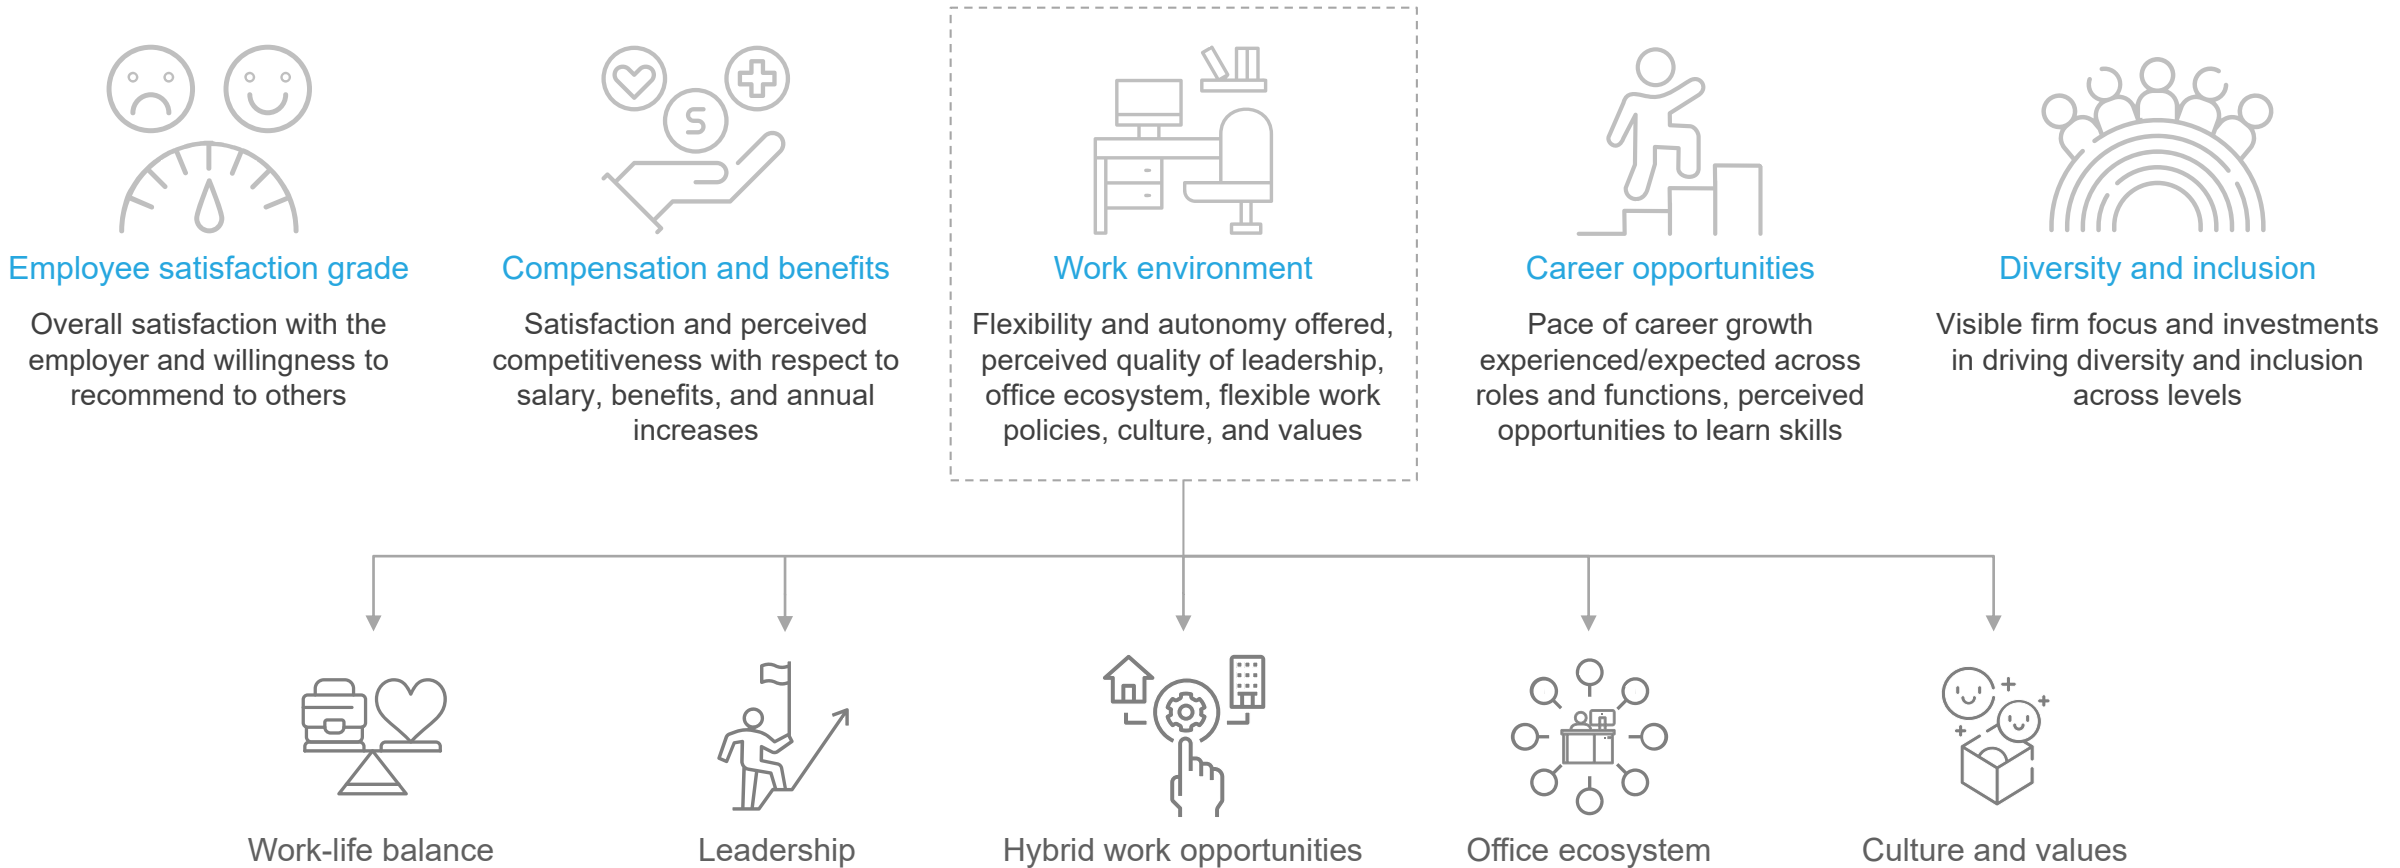 Employee satisfaction grade
Overall satisfaction with the
employer and willingness to
recommend to others
Compensation and benefits
Satisfaction and perceived
competitiveness with respect to
salary, benefits, and annual
increases
Work environment
Flexibility and autonomy offered,
perceived quality of leadership,
office ecosystem, flexible work
policies, culture, and values
Career opportunities
Pace of career growth
experienced/expected across
roles and functions, perceived
opportunities to learn skills
Diversity and inclusion
Visible firm focus and investments
in driving diversity and inclusion
across levels
Work-life balance
Leadership
Hybrid work opportunities
Office ecosystem
Culture and values